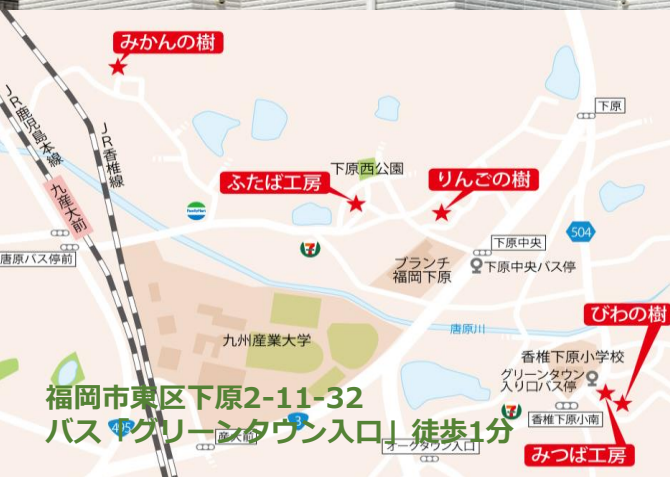 みかんの樹
JR鹿児島本線
JR香椎線
下原
下原西公園
ふたば工房
りんごの樹
九産大前
FamilyMart
504
唐原バス停前
下原中央
下原中央バス停
ブランチ
福岡下原
唐原川
びわの樹
九州産業大学
香椎下原小学校
グリーンタウン
入り口バス停
福岡市東区下原2-11-32
バス「グリーンタウン入口」徒歩1分
495
3
産大前
オークタウン入口
香椎下原小南
みつば工房